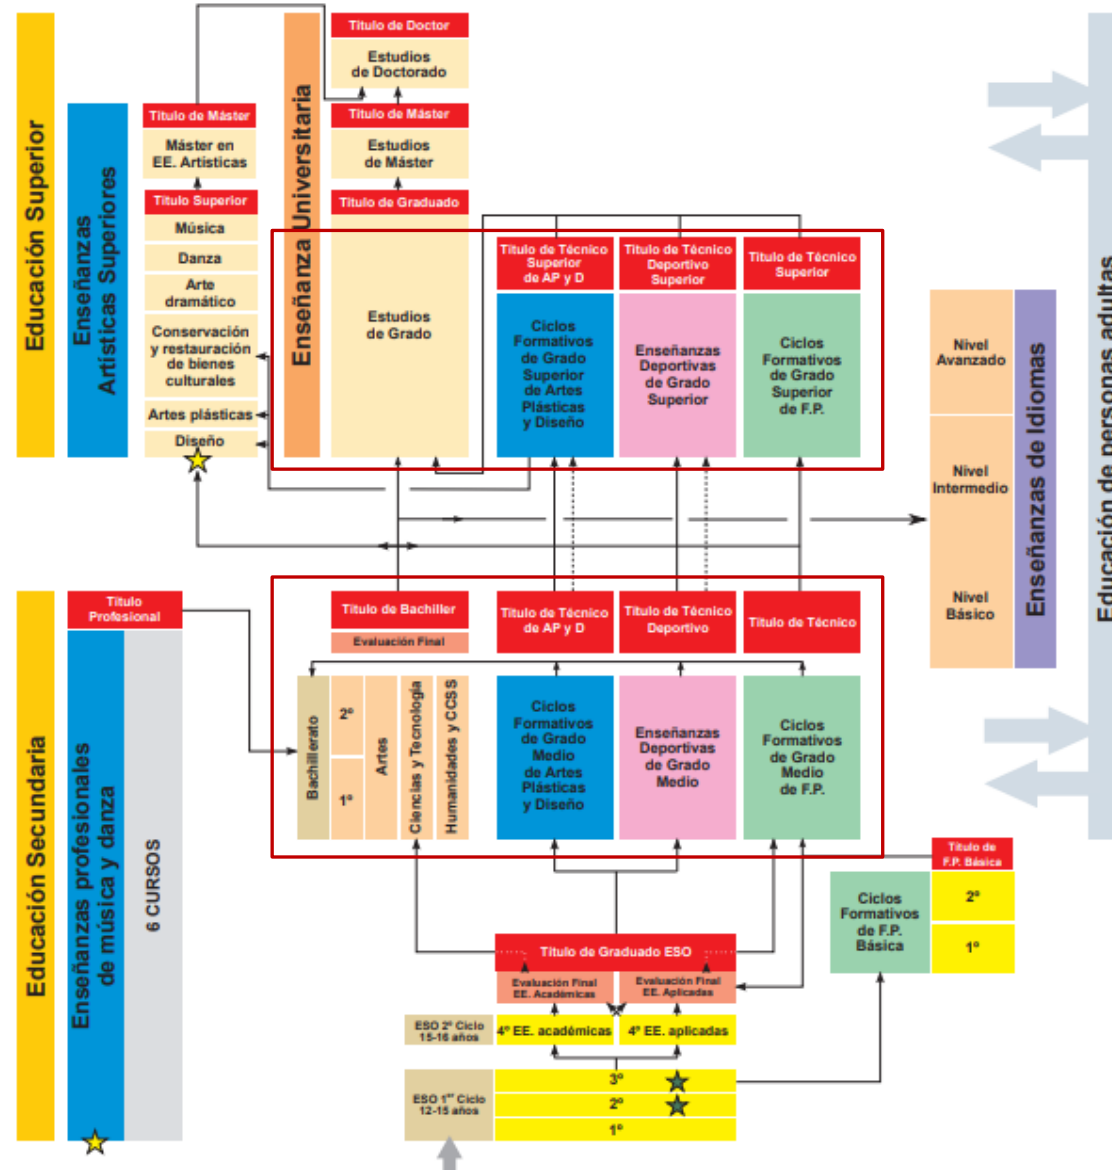 Educación Superior
Enseñanzas
Artísticas Superiores
Título de Máster
Máster en
EE. Artísticas
Título Superior
Música
Danza
Arte
dramático
Conservación
y restauración
de bienes
culturales
Artes plásticas
Diseño
Enseñanza Universitaria
Título de Doctor
Estudios
de Doctorado
Título de Máster
Estudios
de Máster
Título de Graduado
Estudios
de Grado
Título de Técnico
Superior
de AP y D
Ciclos
Formativos
de Grado
Superior
de Artes
Plásticas
y Diseño
Título de Técnico
Deportivo
Superior
Enseñanzas
Deportivas
de Grado
Superior
Título de Técnico
Superior
Ciclos
Formativos
de Grado
Superior
de F.P.
Nivel
Avanzado
Nivel
Intermedio
Nivel
Básico
Enseñanzas de Idiomas
Educación de personas adultas
Educación Secundaria
Título
Profesional
Enseñanzas profesionales
de música y danza
6 CURSOS
Título de Bachiller
Evaluación Final
Bachillerato
2º
1º
Artes
Ciencias y Tecnología
Humanidades y CCSS
Título de Técnico
de AP y D
Ciclos
Formativos
de Grado
Medio
de Artes
Plásticas
y Diseño
Título de Técnico
Deportivo
Enseñanzas
Deportivas
de Grado
Medio
Título de Técnico
Ciclos
Formativos
de Grado
Medio
de F.P.
Título de
F.P. Básica
Ciclos
Formativos
de F.P.
Básica
2º
1º
Título de Graduado ESO
Evaluación Final
EE. Académicas
Evaluación Final
EE. Aplicadas
ESO 2º Ciclo
15-16 años
4º EE. académicas
4º EE. aplicadas
ESO 1er Ciclo
12-15 años
3º
2º
1º